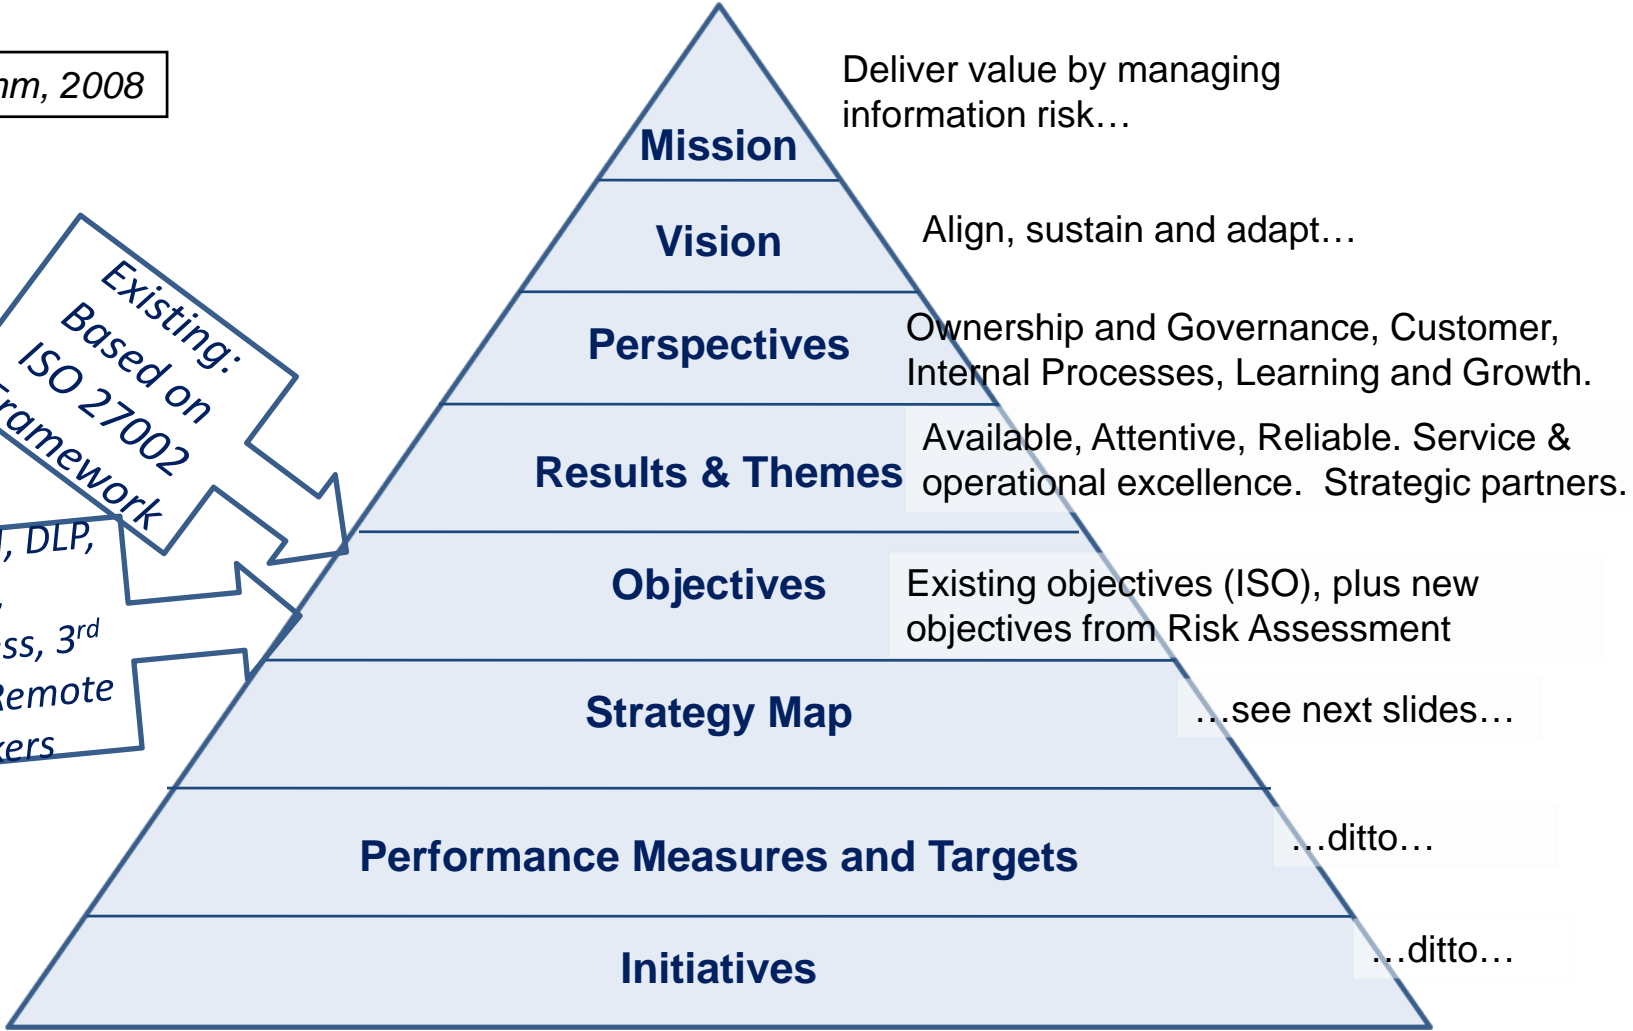 2008
Deliver value by managing
information risk…
Mission
Vision
Align, sustain and adapt…
Existing:
Based on
ISO 27002
Framework
Perspectives
Ownership and Governance, Customer,
Internal Processes, Learning and Growth.
Results & Themes
Available, Attentive, Reliable. Service &
operational excellence.  Strategic partners.
DLP,
3rd
Remote
Objectives
Existing objectives (ISO), plus new
objectives from Risk Assessment
Strategy Map
…see next slides…
Performance Measures and Targets
…ditto…
Initiatives
…ditto…